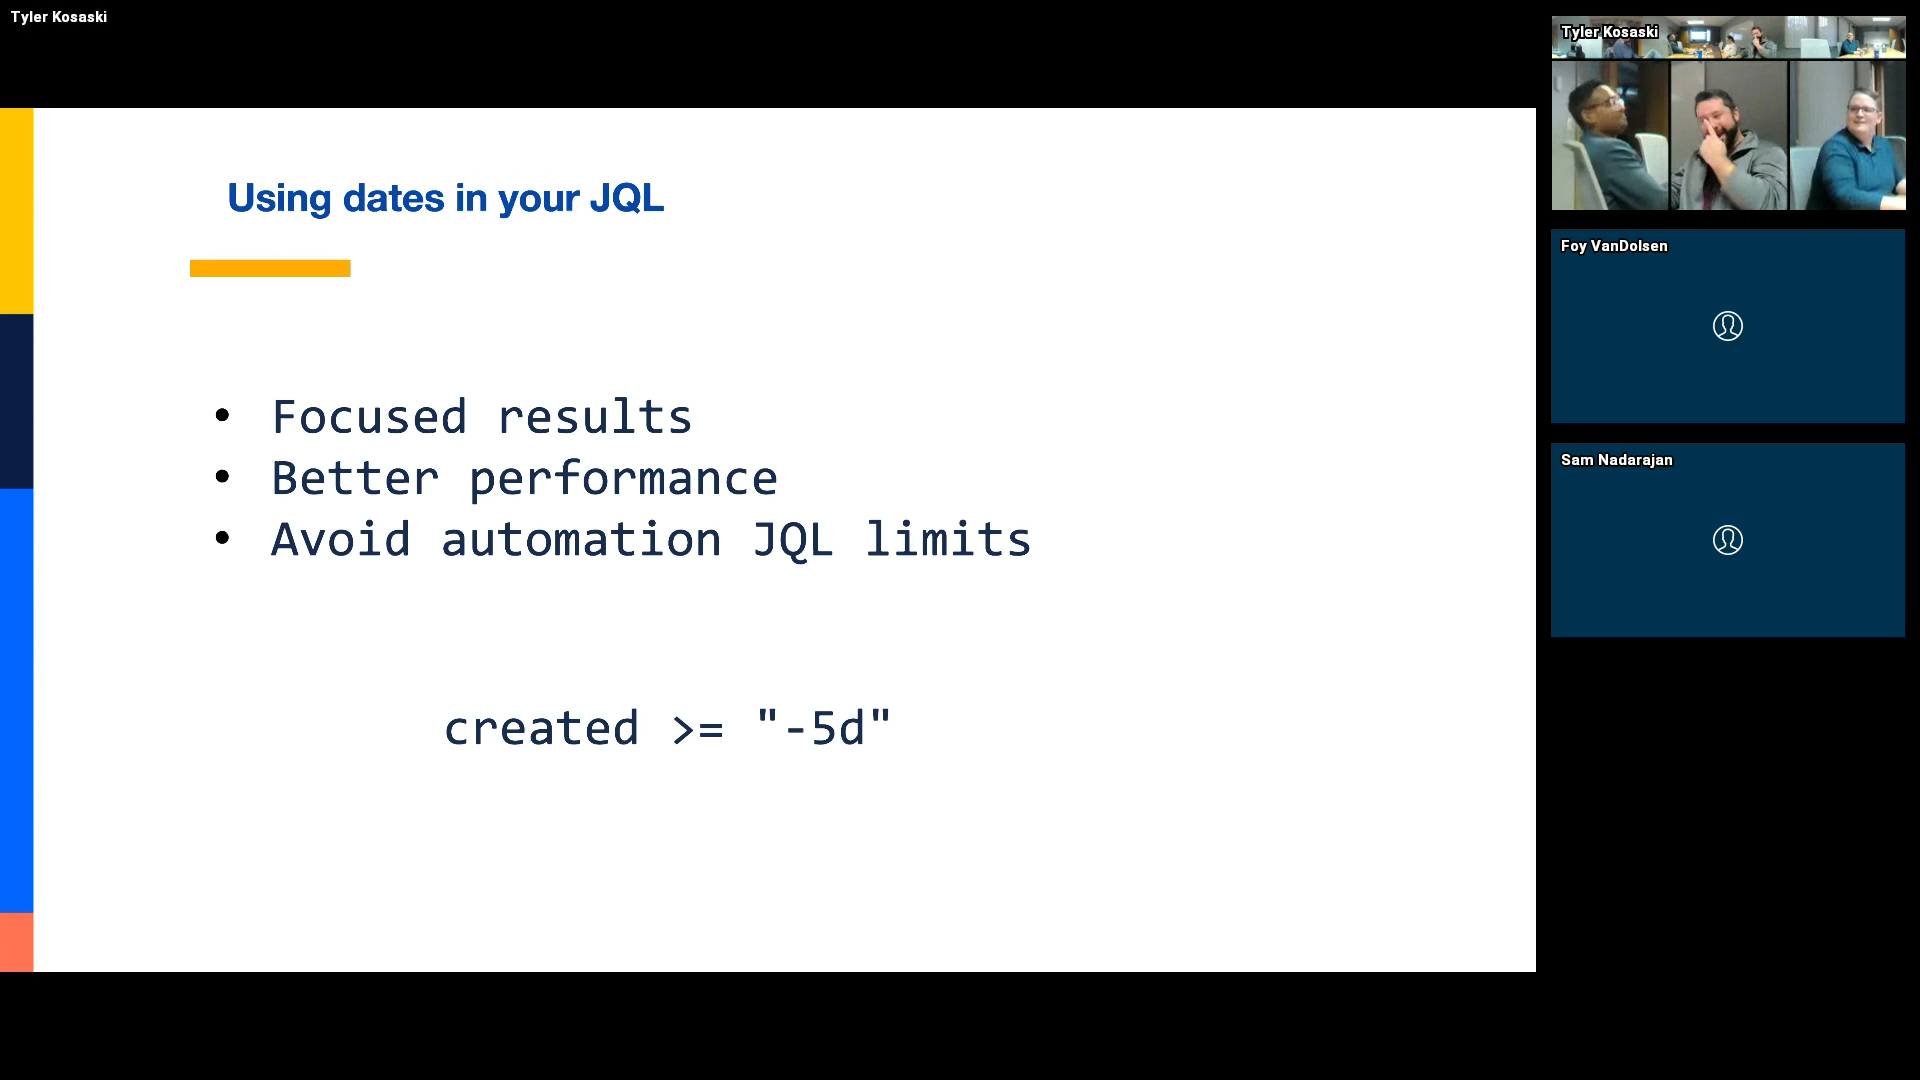 Tyler Kosaski
Using dates in your JQL
• Focused results
• Better performance
• Avoid automation JQL limits
created >= "-5d"
Tyler Kosaski
Foy VanDolsen
Sam Nadarajan